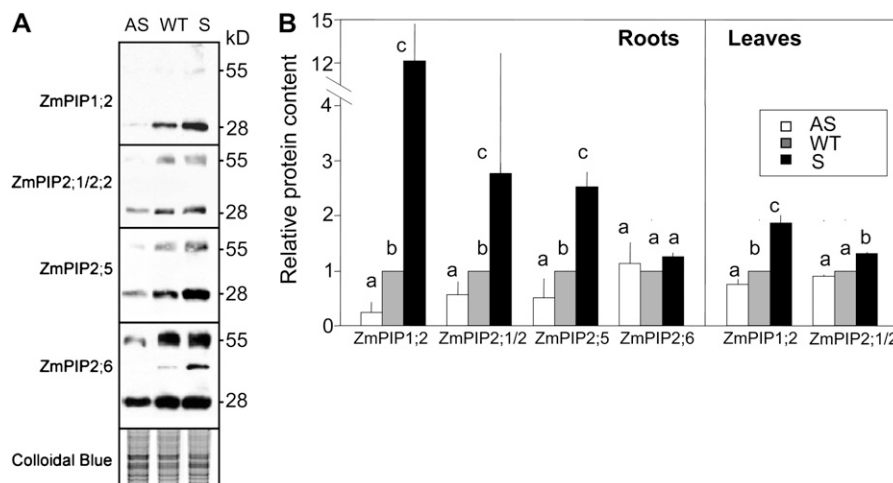 A
AS WT S
kD
ZmPIP1;2
55
28
ZmPIP2;1/2;2
55
28
ZmPIP2;5
55
28
ZmPIP2;6
55
28
Colloidal Blue
B
Relative protein content
15
12
4
3
2
1
0
Roots
Leaves
AS
WT
S
a b c
a b c
a b c
a a a
a b c
a a b
ZmPIP1;2 ZmPIP2;1/2 ZmPIP2;5 ZmPIP2;6 ZmPIP1;2 ZmPIP2;1/2